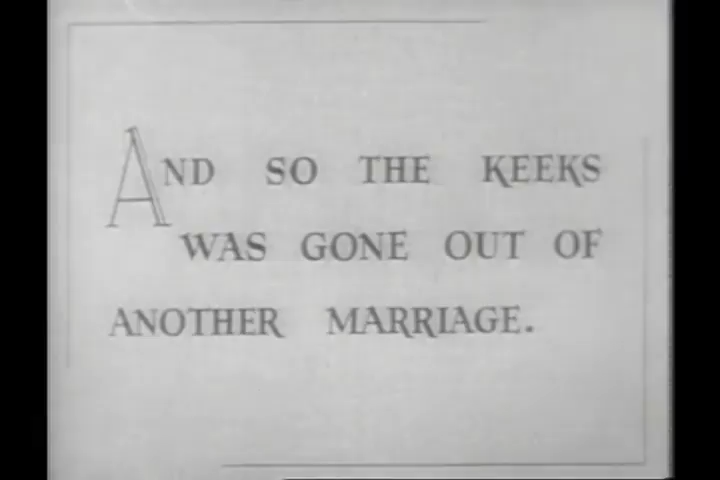 AND SO THE KEEKS
WAS GONE OUT OF
ANOTHER MARRIAGE.